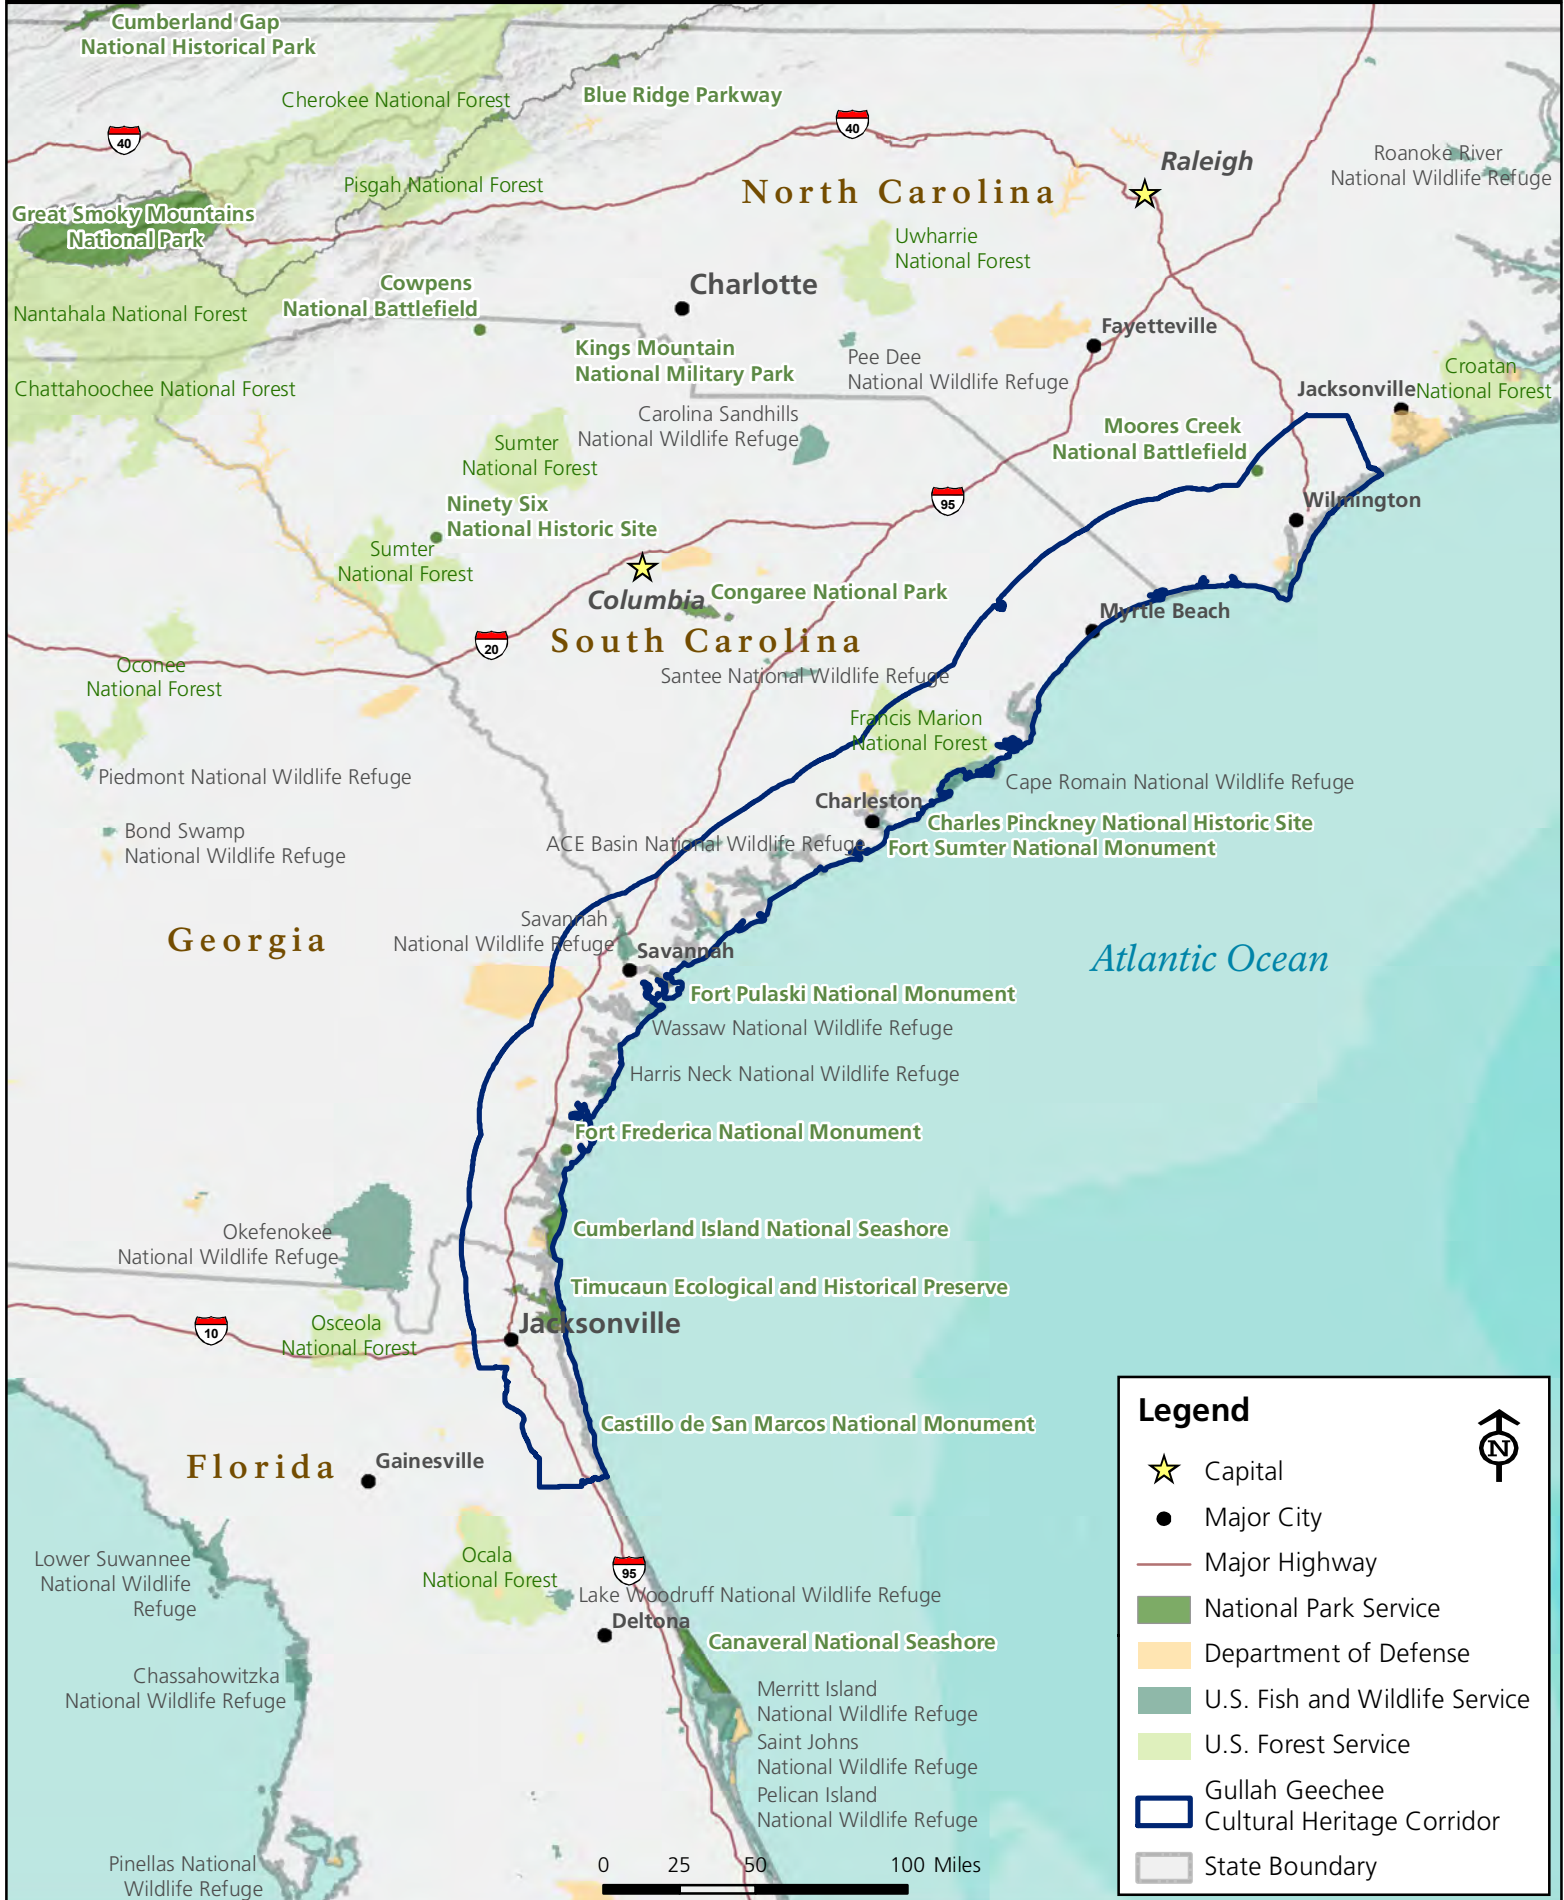 Cumberland Gap
National Historical Park
Cherokee National Forest
Blue Ridge Parkway
40
40
Raleigh
Roanoke River
National Wildlife Refuge
Pisgah National Forest
North Carolina
Great Smoky Mountains
National Park
Uwharrie
National Forest
Cowpens
National Battlefield
Charlotte
Nantahala National Forest
Fayetteville
Kings Mountain
National Military Park
Pee Dee
National Wildlife Refuge
Croatan
National Forest
Chattahoochee National Forest
Jacksonville
Carolina Sandhills
National Wildlife Refuge
Moores Creek
National Battlefield
Sumter
National Forest
95
Wilmington
Ninety Six
National Historic Site
Sumter
National Forest
Columbia
Congaree National Park
Myrtle Beach
20
South Carolina
Oconee
National Forest
Santee National Wildlife Refuge
Francis Marion
National Forest
Piedmont National Wildlife Refuge
Cape Romain National Wildlife Refuge
Charleston
Charles Pinckney National Historic Site
Bond Swamp
National Wildlife Refuge
ACE Basin National Wildlife Refuge
Fort Sumter National Monument
Savannah
National Wildlife Refuge
Georgia
Savannah
Atlantic Ocean
Fort Pulaski National Monument
Wassaw National Wildlife Refuge
Harris Neck National Wildlife Refuge
Fort Frederica National Monument
Okefenokee
National Wildlife Refuge
Cumberland Island National Seashore
Timucaun Ecological and Historical Preserve
Jacksonville
10
Osceola
National Forest
Castillo de San Marcos National Monument
Florida
Gainesville
Ocala
National Forest
Lower Suwannee
National Wildlife
Refuge
95
Lake Woodruff National Wildlife Refuge
Deltona
Canaveral National Seashore
Chassahowitzka
National Wildlife Refuge
Merritt Island
National Wildlife Refuge
Saint Johns
National Wildlife Refuge
Pelican Island
National Wildlife Refuge
Pinellas National
Wildlife Refuge
0 25 50 100 Miles
Legend
N
Capital
Major City
Major Highway
National Park Service
Department of Defense
U.S. Fish and Wildlife Service
U.S. Forest Service
Gullah Geechee
Cultural Heritage Corridor
State Boundary